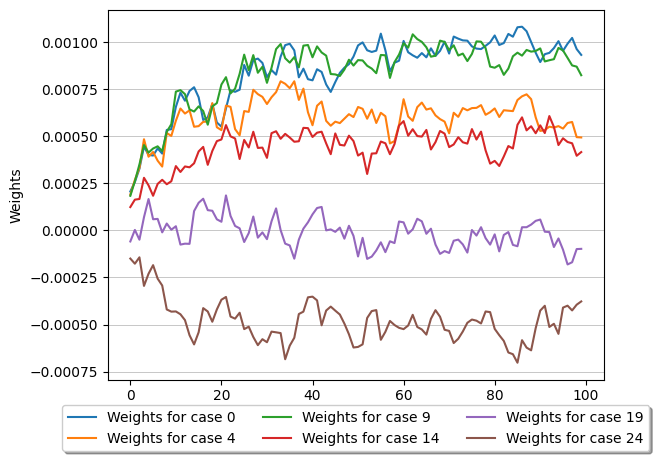 0.00100
0.00075
0.00050
0.00025
0.00000
−0.00025
−0.00050
−0.00075
Weights
0 20 40 60 80 100
Weights for case 0 Weights for case 9 Weights for case 19
Weights for case 4 Weights for case 14 Weights for case 24